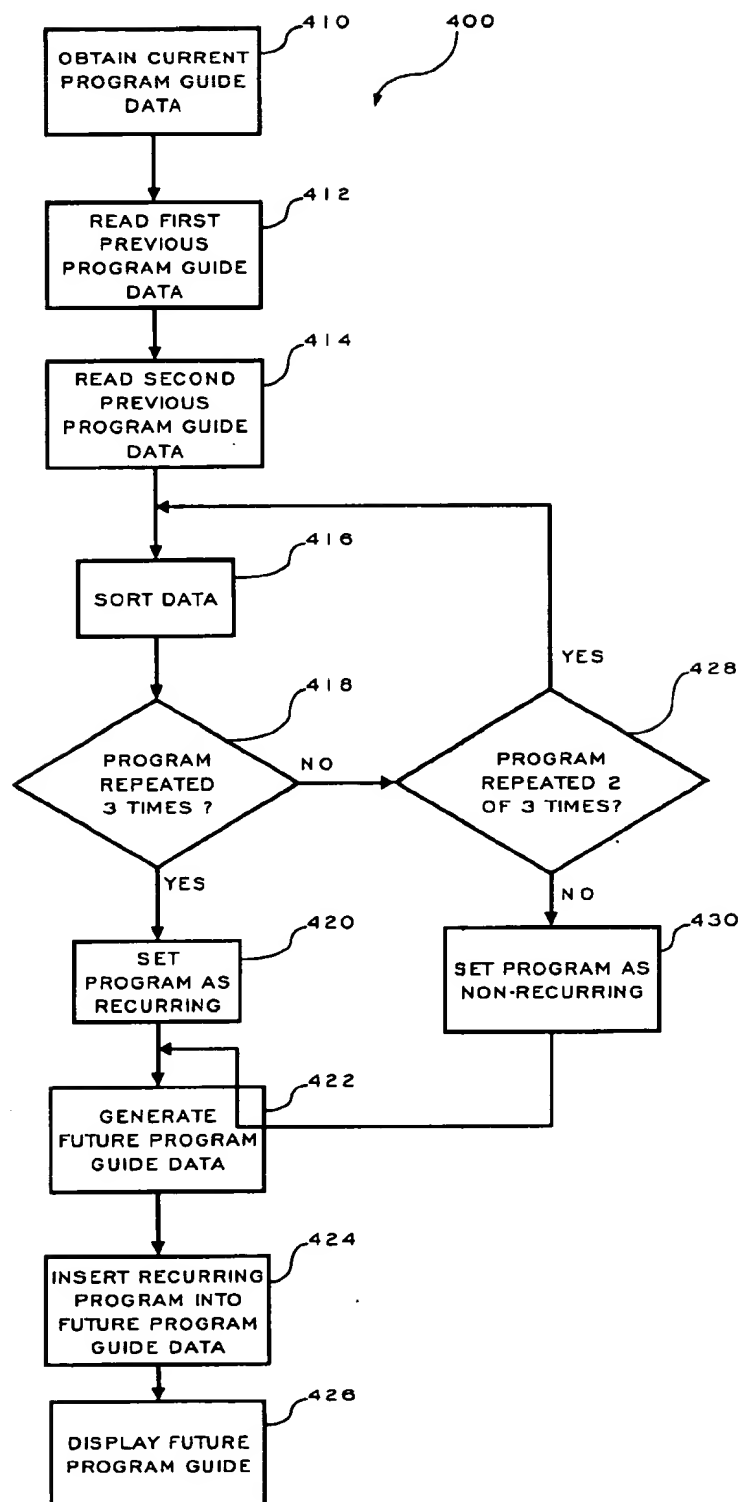 410
400
OBTAIN CURRENT
PROGRAM GUIDE
DATA
412
READ FIRST
PREVIOUS
PROGRAM GUIDE
DATA
414
READ SECOND
PREVIOUS
PROGRAM GUIDE
DATA
416
SORT DATA
YES
428
418
PROGRAM
REPEATED
3 TIMES ?
NO
PROGRAM
REPEATED 2
OF 3 TIMES?
YES
NO
420
430
SET
PROGRAM AS
RECURRING
SET PROGRAM AS
NON-RECURRING
422
GENERATE
FUTURE PROGRAM
GUIDE DATA
424
INSERT RECURRING
PROGRAM INTO
FUTURE PROGRAM
GUIDE DATA
426
DISPLAY FUTURE
PROGRAM GUIDE